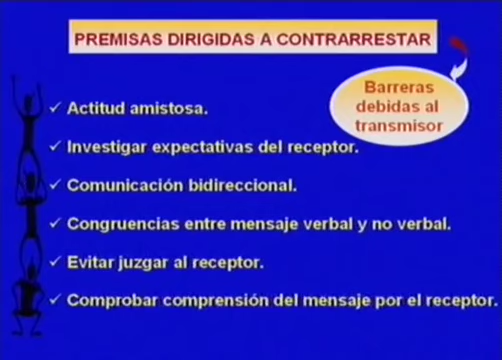 PREMISAS DIRIGIDAS A CONTRARRESTAR
Barreras
debidas al
transmisor
✓ Actitud amistosa.
✓ Investigar expectativas del receptor.
✓ Comunicación bidireccional.
✓ Congruencias entre mensaje verbal y no verbal.
✓ Evitar juzgar al receptor.
✓ Comprobar comprensión del mensaje por el receptor.